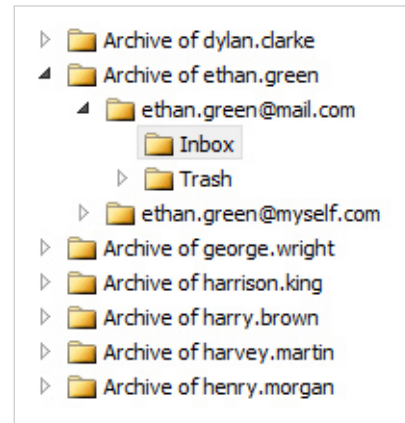 Archive of dylan.clarke
Archive of ethan.green
ethan.green@mail.com
Inbox
Trash
ethan.green@myself.com
Archive of george.wright
Archive of harrison.king
Archive of harry.brown
Archive of harvey.martin
Archive of henry.morgan